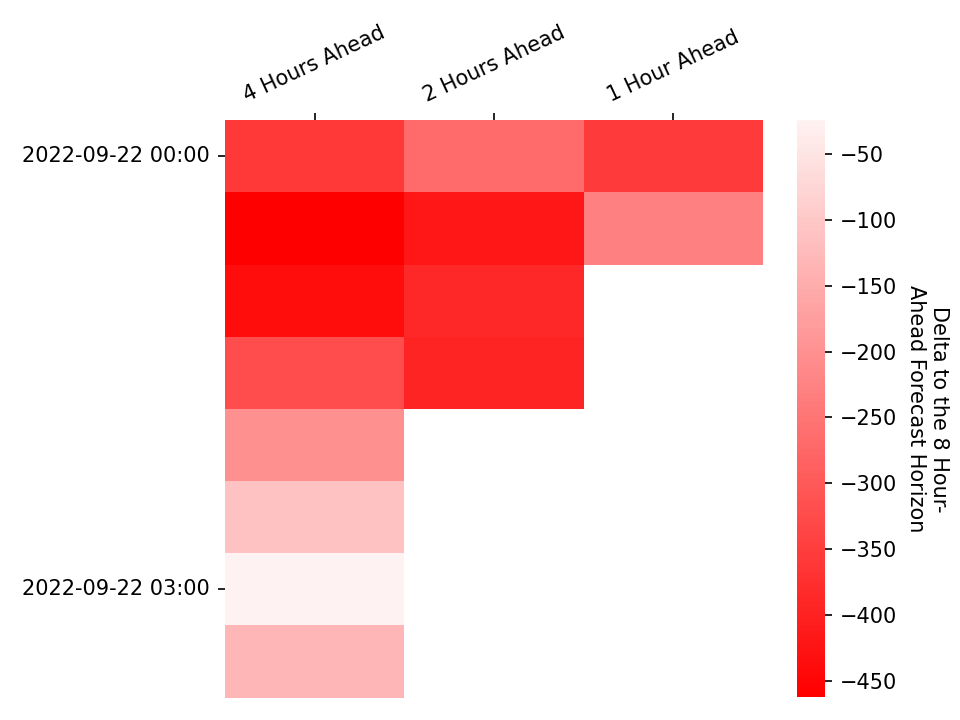 4 Hours Ahead
2 Hours Ahead
1 Hour Ahead
2022-09-22 00:00
2022-09-22 03:00
−50
−100
−150
−200
−250
−300
−350
−400
−450
Delta to the 8 Hour-
Ahead Forecast Horizon